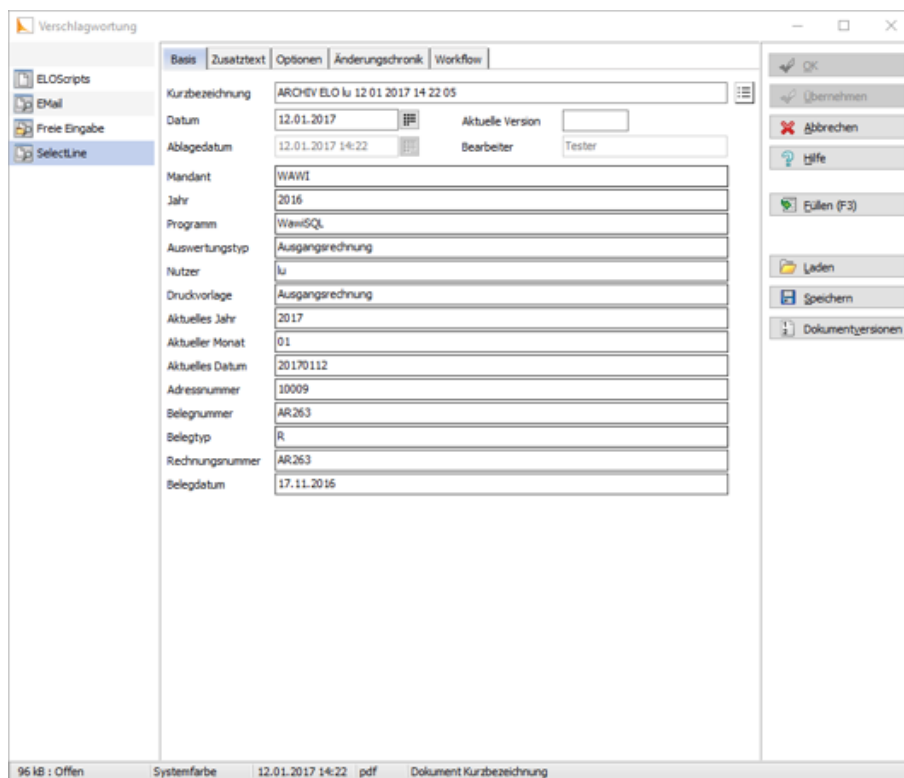 Verschlagwortung
ELOScripts
EMail
Freie Eingabe
SelectLine
Basis Zusatztext Optionen Änderungschronik Workflow
Kurzbezeichnung ARCHIV ELO lu 12 01 2017 14 22 05
Datum 12.01.2017 Aktuelle Version
Ablagedatum 12.01.2017 14:22 Bearbeiter Tester
Mandant WAWI
Jahr 2016
Programm WawiSQL
Auswertungstyp Ausgangsrechnung
Nutzer lu
Druckvorlage Ausgangsrechnung
Aktuelles Jahr 2017
Aktueller Monat 01
Aktuelles Datum 20170112
Adressnummer 10009
Belegnummer AR263
Belegtyp R
Rechnungsnummer AR263
Belegdatum 17.11.2016
OK
Übernehmen
Abbrechen
Hilfe
Füllen (F3)
Laden
Speichern
Dokumentversionen
96 kB : Offen Systemfarbe 12.01.2017 14:22 pdf Dokument Kurzbezeichnung